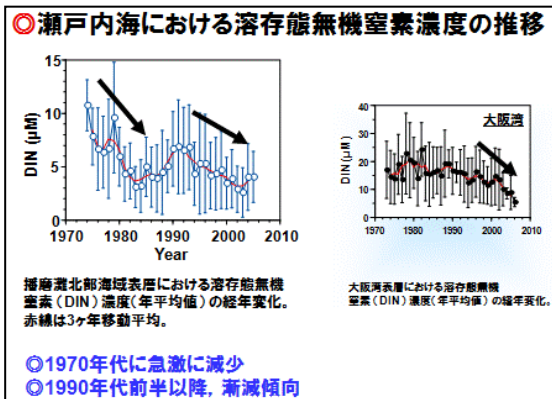 ◎瀬戸内海における溶存態無機窒素濃度の推移
15
10
5
0
DIN (μM)
1970
1980
1990
2000
2010
Year
播磨灘北部海域表層における溶存態無機
窒素(DIN)濃度(年平均値)の経年変化。
赤線は3ヶ年移動平均。
大阪湾
40
30
20
10
0
DIN (μM)
1970
1980
1990
2000
2010
大阪湾表層における溶存態無機
窒素(DIN)濃度(年平均値)の経年変化。
◎1970年代に急激に減少
◎1990年代前半以降,漸減傾向